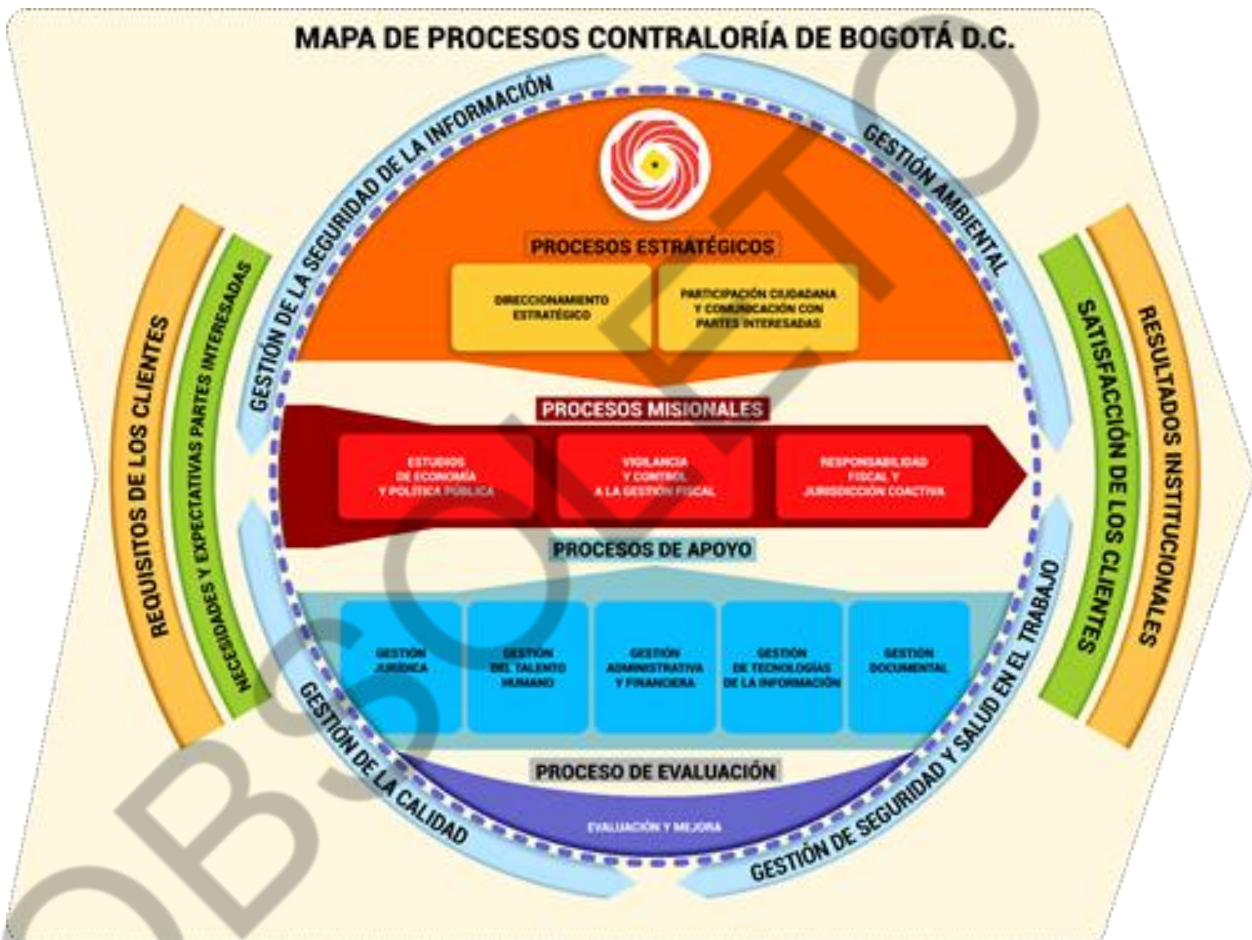 MAPA DE PROCESOS CONTRALORÍA DE BOGOTÁ D.C.
GESTIÓN DE LA SEGURIDAD DE LA INFORMACIÓN
GESTIÓN AMBIENTAL
REQUISITOS DE LOS CLIENTES
NECESIDADES Y EXPECTATIVAS PARTES INTERESADAS
PROCESOS ESTRATÉGICOS
DIRECCIONAMIENTO
ESTRATÉGICO
PARTICIPACIÓN CIUDADANA
Y COMUNICACIÓN CON
PARTES INTERESADAS
PROCESOS MISIONALES
ESTUDIOS
DE ECONOMÍA
Y POLÍTICA PÚBLICA
VIGILANCIA
Y CONTROL
A LA GESTIÓN FISCAL
RESPONSABILIDAD
FISCAL Y
JURISDICCIÓN COACTIVA
PROCESOS DE APOYO
GESTIÓN
JURÍDICA
GESTIÓN
DEL TALENTO
HUMANO
GESTIÓN
ADMINISTRATIVA
Y FINANCIERA
GESTIÓN
DE TECNOLOGÍAS
DE LA INFORMACIÓN
GESTIÓN
DOCUMENTAL
PROCESO DE EVALUACIÓN
EVALUACIÓN Y MEJORA
GESTIÓN DE LA CALIDAD
GESTIÓN DE SEGURIDAD Y SALUD EN EL TRABAJO
SATISFACCIÓN DE LOS CLIENTES
RESULTADOS INSTITUCIONALES
OBSOLETO